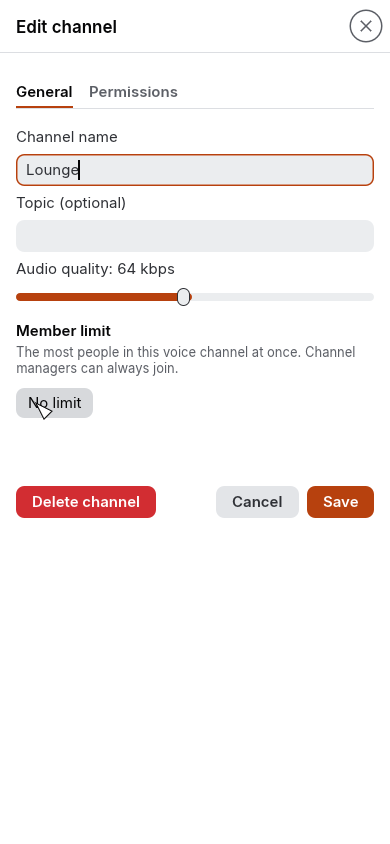 Edit channel
General Permissions
Channel name
Lounge
Topic (optional)
Audio quality: 64 kbps
Member limit
The most people in this voice channel at once. Channel
managers can always join.
No limit
Delete channel Cancel Save